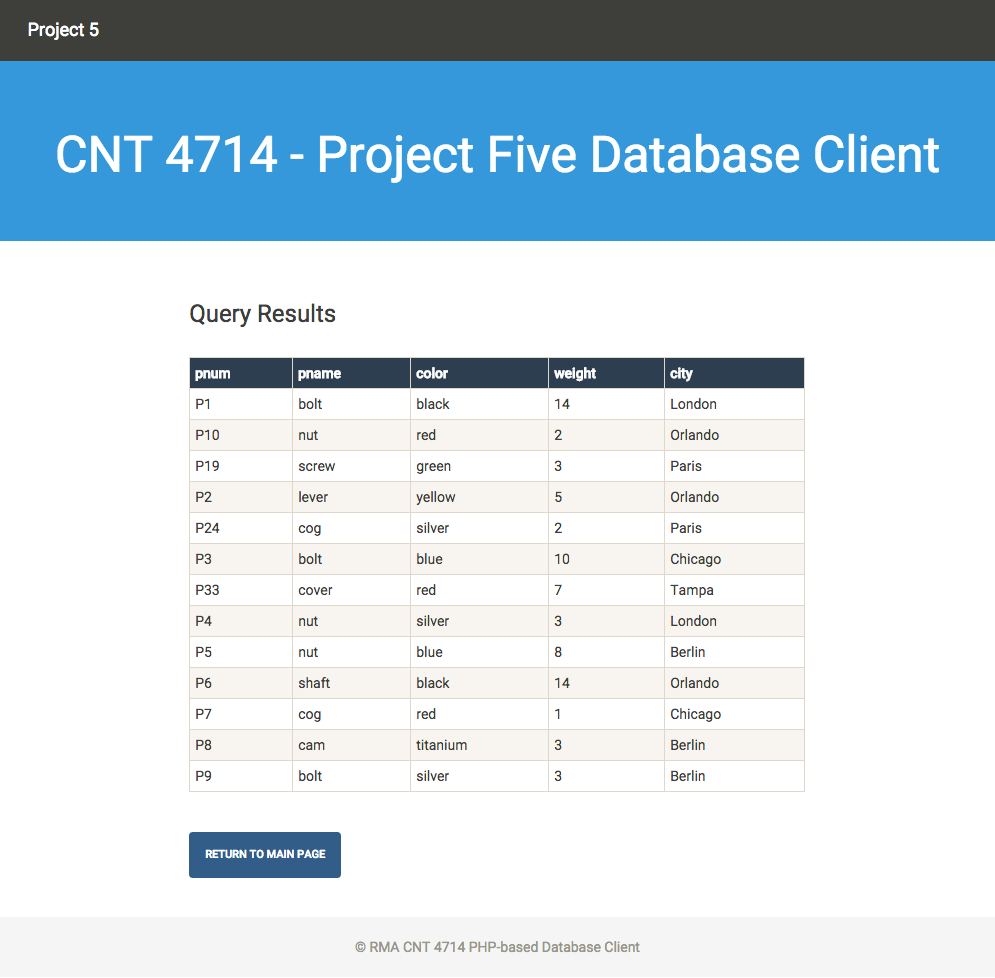 Project 5
CNT 4714 - Project Five Database Client
Query Results
pnum pname color weight city
P1 bolt black 14 London
P10 nut red 2 Orlando
P19 screw green 3 Paris
P2 lever yellow 5 Orlando
P24 cog silver 2 Paris
P3 bolt blue 10 Chicago
P33 cover red 7 Tampa
P4 nut silver 3 London
P5 nut blue 8 Berlin
P6 shaft black 14 Orlando
P7 cog red 1 Chicago
P8 cam titanium 3 Berlin
P9 bolt silver 3 Berlin
RETURN TO MAIN PAGE
© RMA CNT 4714 PHP-based Database Client